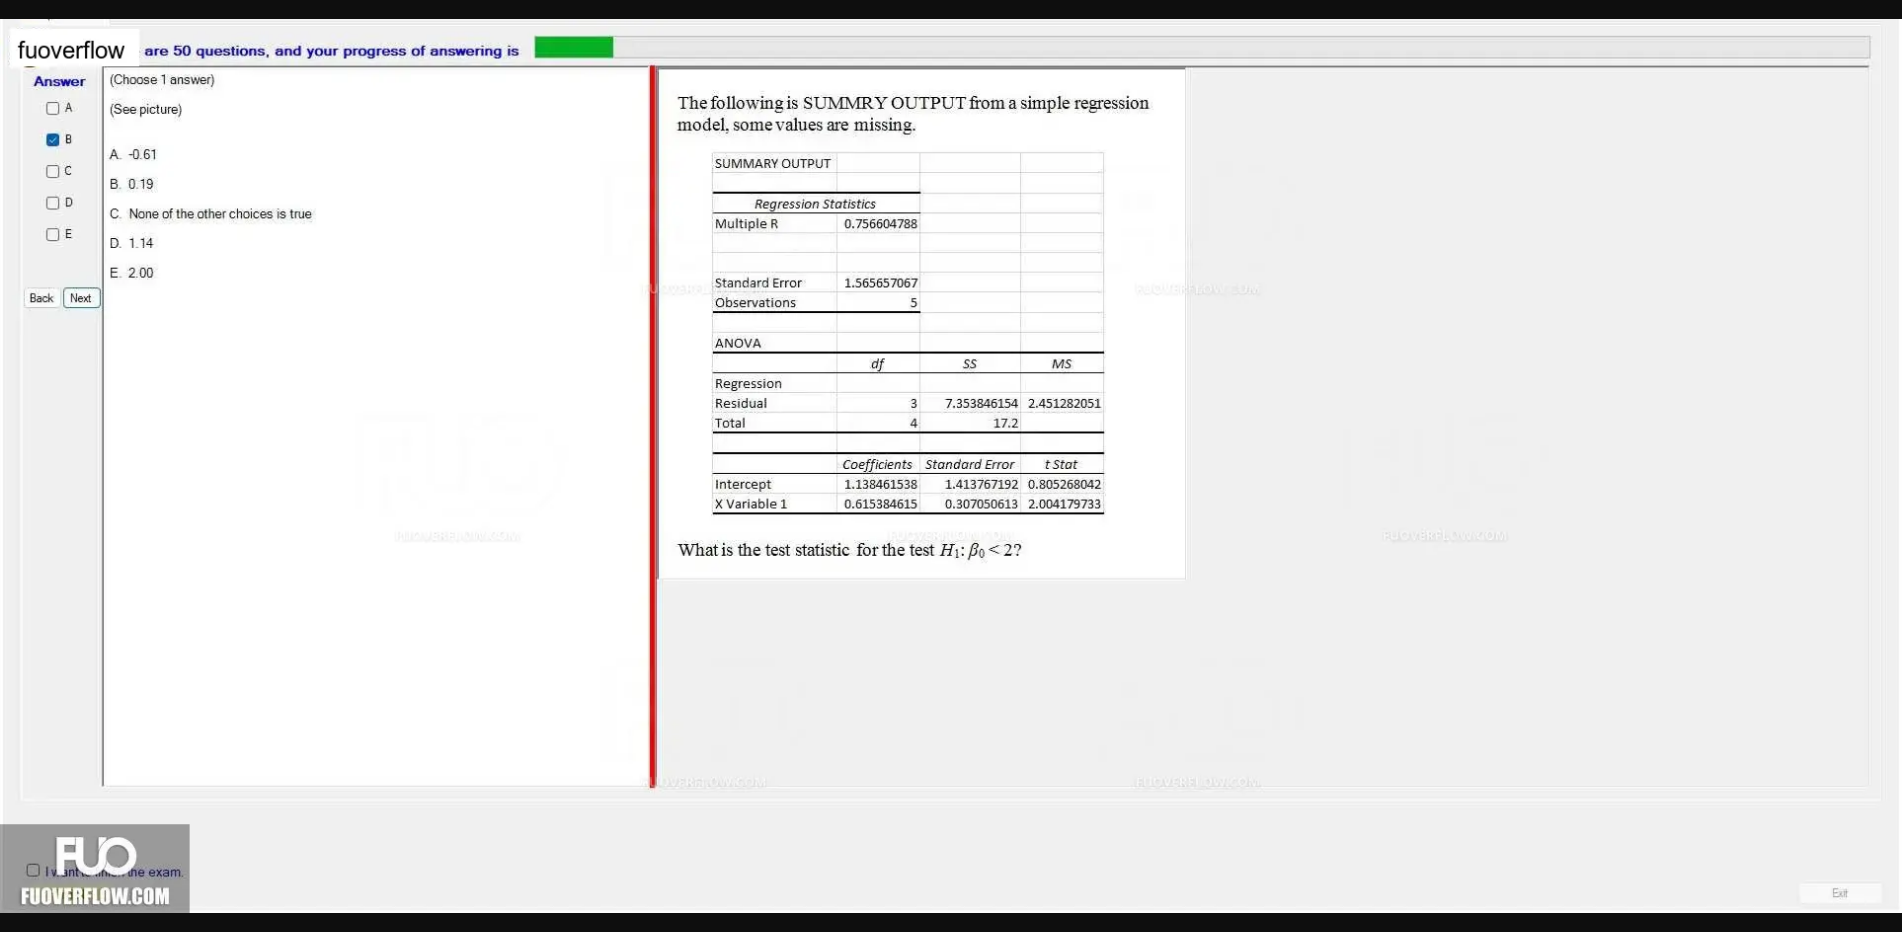 fuoverflow are 50 questions, and your progress of answering is
Answer
A
B
C
D
E
Back Next
(Choose 1 answer)
(See picture)
A. -0.61
B. 0.19
C. None of the other choices is true
D. 1.14
E. 2.00
The following is SUMMRY OUTPUT from a simple regression
model, some values are missing.
SUMMARY OUTPUT
Regression Statistics
Multiple R 0.756604788
Standard Error 1.565657067
Observations 5
ANOVA
df SS MS
Regression
Residual 3 7.353846154 2.451282051
Total 4 17.2
Coefficients Standard Error t Stat
Intercept 1.138461538 1.413767192 0.805268042
X Variable 1 0.615384615 0.307050613 2.004179733
What is the test statistic for the test H₁: β₀ < 2?
FUOVERFLOW.COM
FUOVERFLOW.COM
FUOVERFLOW.COM
FUOVERFLOW.COM
FUOVERFLOW.COM
FUOVERFLOW.COM
FUOVERFLOW.COM
FUO
I want the exam.
FUOVERFLOW.COM
Exit